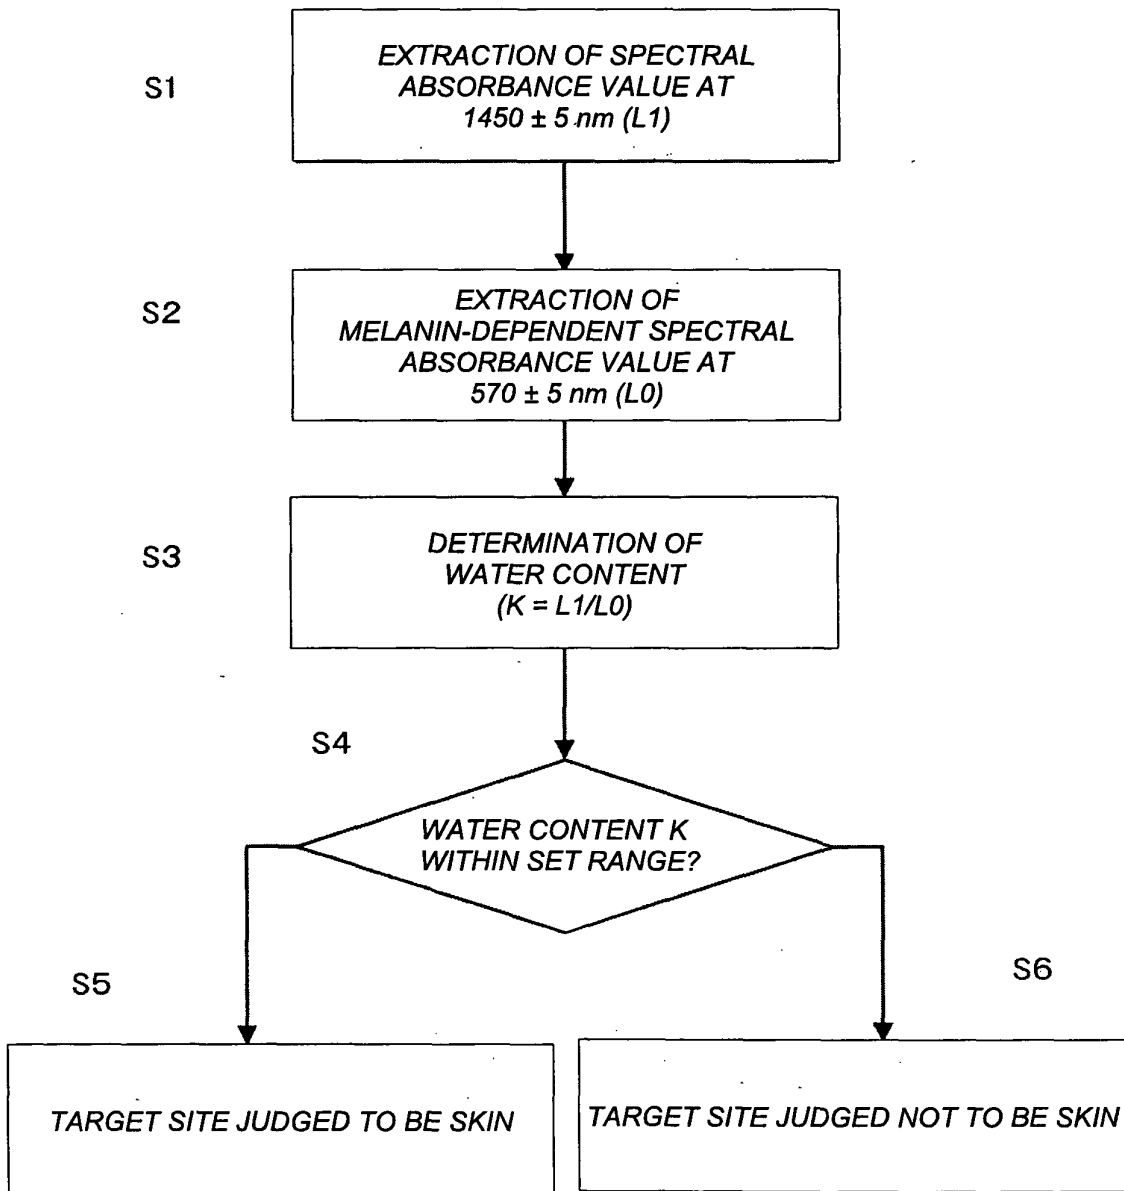 S1
EXTRACTION OF SPECTRAL
ABSORBANCE VALUE AT
1450 ± 5 nm (L1)
S2
EXTRACTION OF
MELANIN-DEPENDENT SPECTRAL
ABSORBANCE VALUE AT
570 ± 5 nm (L0)
S3
DETERMINATION OF
WATER CONTENT
(K = L1/L0)
S4
WATER CONTENT K
WITHIN SET RANGE?
S5
TARGET SITE JUDGED TO BE SKIN
S6
TARGET SITE JUDGED NOT TO BE SKIN